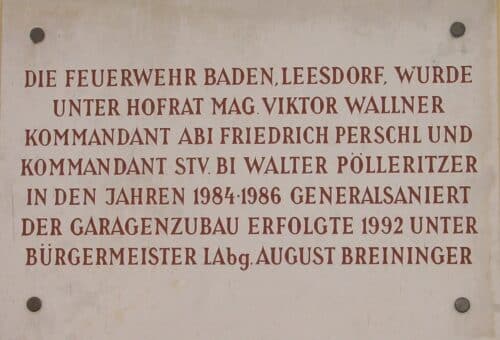 DIE FEUERWEHR BADEN, LEESDORF, WURDE
UNTER HOFRAT MAG. VIKTOR WALLNER
KOMMANDANT ABI FRIEDRICH PERSCHL UND
KOMMANDANT STV. BI WALTER PÖLLERITZER
IN DEN JAHREN 1984-1986 GENERALSANIERT
DER GARAGENZUBAU ERFOLGTE 1992 UNTER
BÜRGERMEISTER LAbg. AUGUST BREININGER